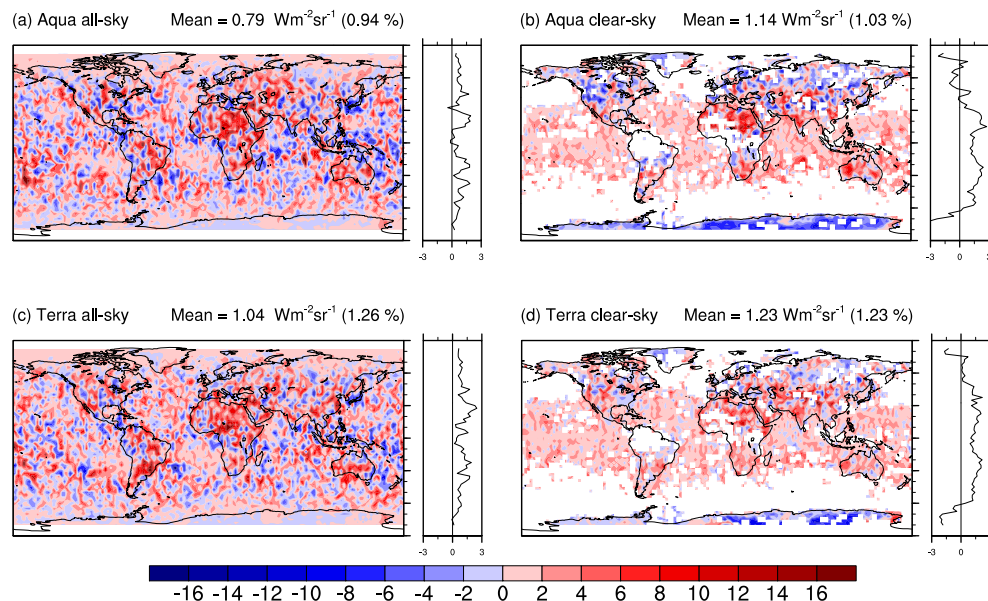 (a) Aqua all-sky Mean = 0.79 Wm⁻²sr⁻¹ (0.94 %)
(b) Aqua clear-sky Mean = 1.14 Wm⁻²sr⁻¹ (1.03 %)
-3 0 3
-3 0 3
(c) Terra all-sky Mean = 1.04 Wm⁻²sr⁻¹ (1.26 %)
(d) Terra clear-sky Mean = 1.23 Wm⁻²sr⁻¹ (1.23 %)
-3 0 3
-3 0 3
-16 -14 -12 -10 -8 -6 -4 -2 0 2 4 6 8 10 12 14 16